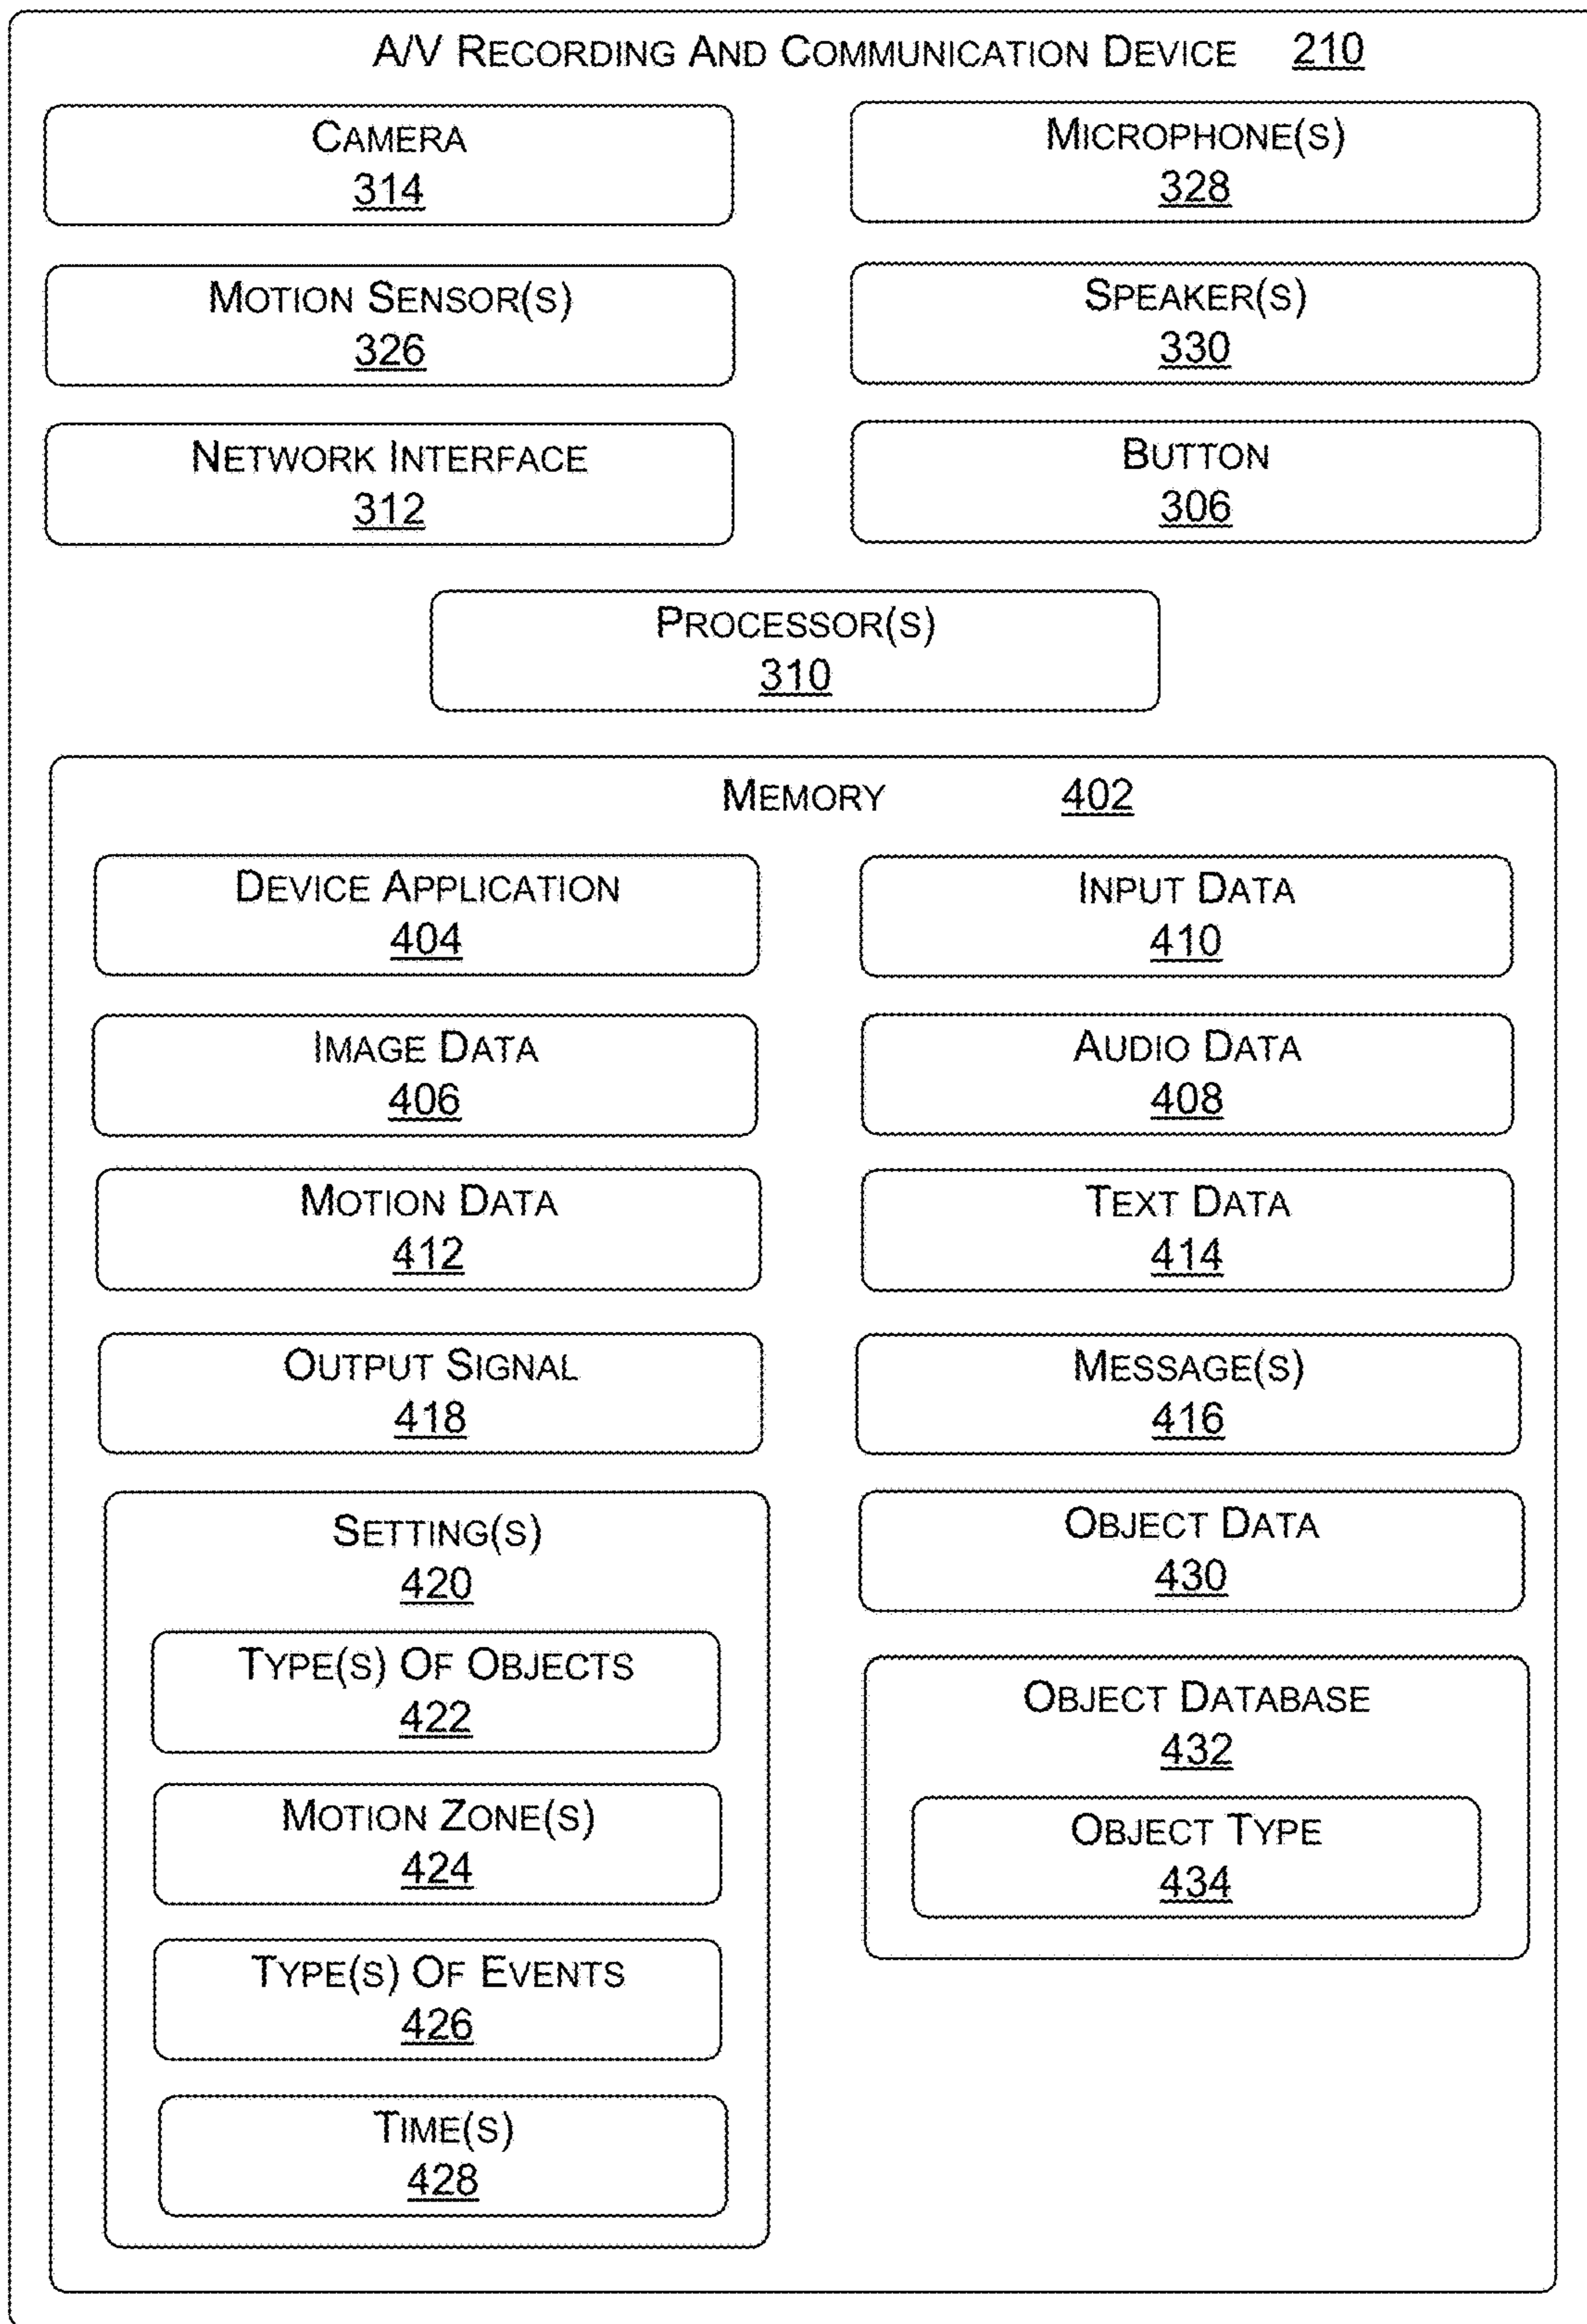 A/V RECORDING AND COMMUNICATION DEVICE 210
CAMERA
314
MICROPHONE(S)
328
MOTION SENSOR(S)
326
SPEAKER(S)
330
NETWORK INTERFACE
312
BUTTON
306
PROCESSOR(S)
310
MEMORY 402
DEVICE APPLICATION
404
INPUT DATA
410
IMAGE DATA
406
AUDIO DATA
408
MOTION DATA
412
TEXT DATA
414
OUTPUT SIGNAL
418
MESSAGE(S)
416
SETTING(S)
420
TYPE(S) OF OBJECTS
422
MOTION ZONE(S)
424
TYPE(S) OF EVENTS
426
TIME(S)
428
OBJECT DATA
430
OBJECT DATABASE
432
OBJECT TYPE
434